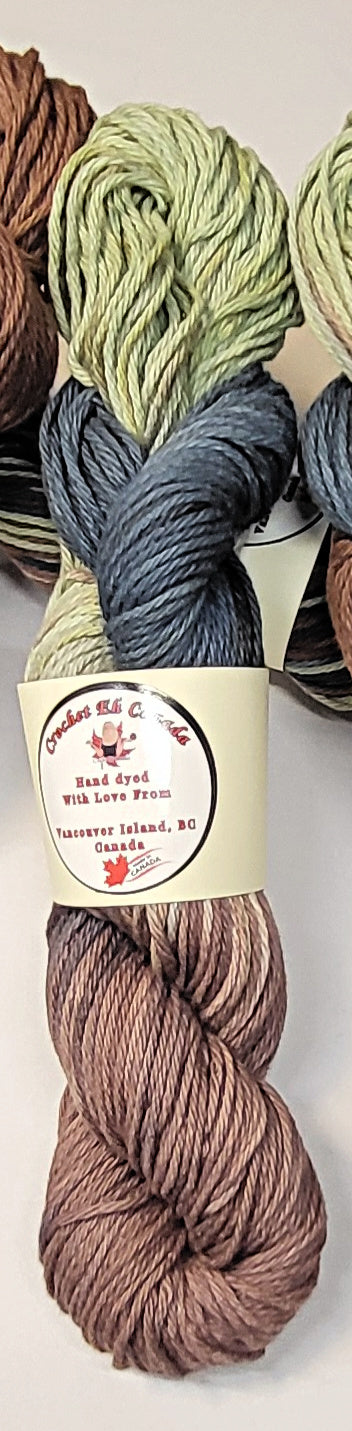 Crochet Eh Canada
Hand dyed
With Love From
Vancouver Island, BC
Canada
CANADA